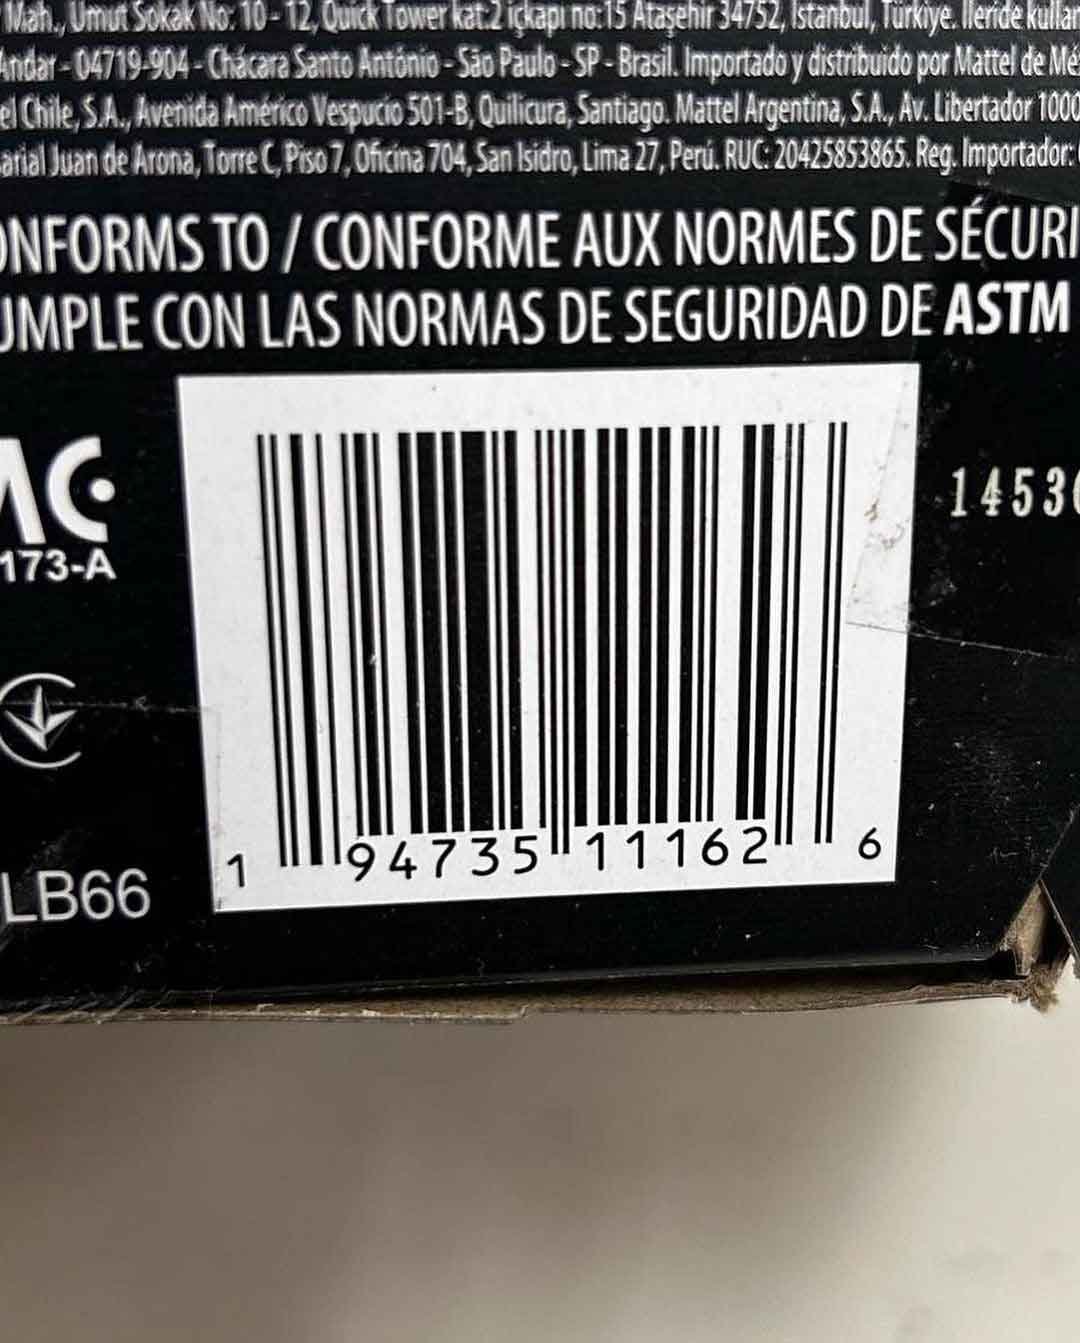 Mah., Umut Sokak No: 10 - 12, Quick Tower kat:2 içkapı no:15 Ataşehir 34752, İstanbul, Türkiye. İleride
Andar - 04719-904 - Chácara Santo Antônio - São Paulo - SP - Brasil. Importado y distribuido por Mattel de
el Chile, S.A., Avenida Américo Vespucio 501-B, Quilicura, Santiago. Mattel Argentina, S.A., Av. Libertador 1000
arial Juan de Arona, Torre C, Piso 7, Oficina 704, San Isidro, Lima 27, Perú. RUC: 20425853865. Reg. Importador:
ONFORMS TO / CONFORME AUX NORMES DE SÉCURI
UMPLE CON LAS NORMAS DE SEGURIDAD DE ASTM
173-A
1453
1 94735 11162 6
LB66